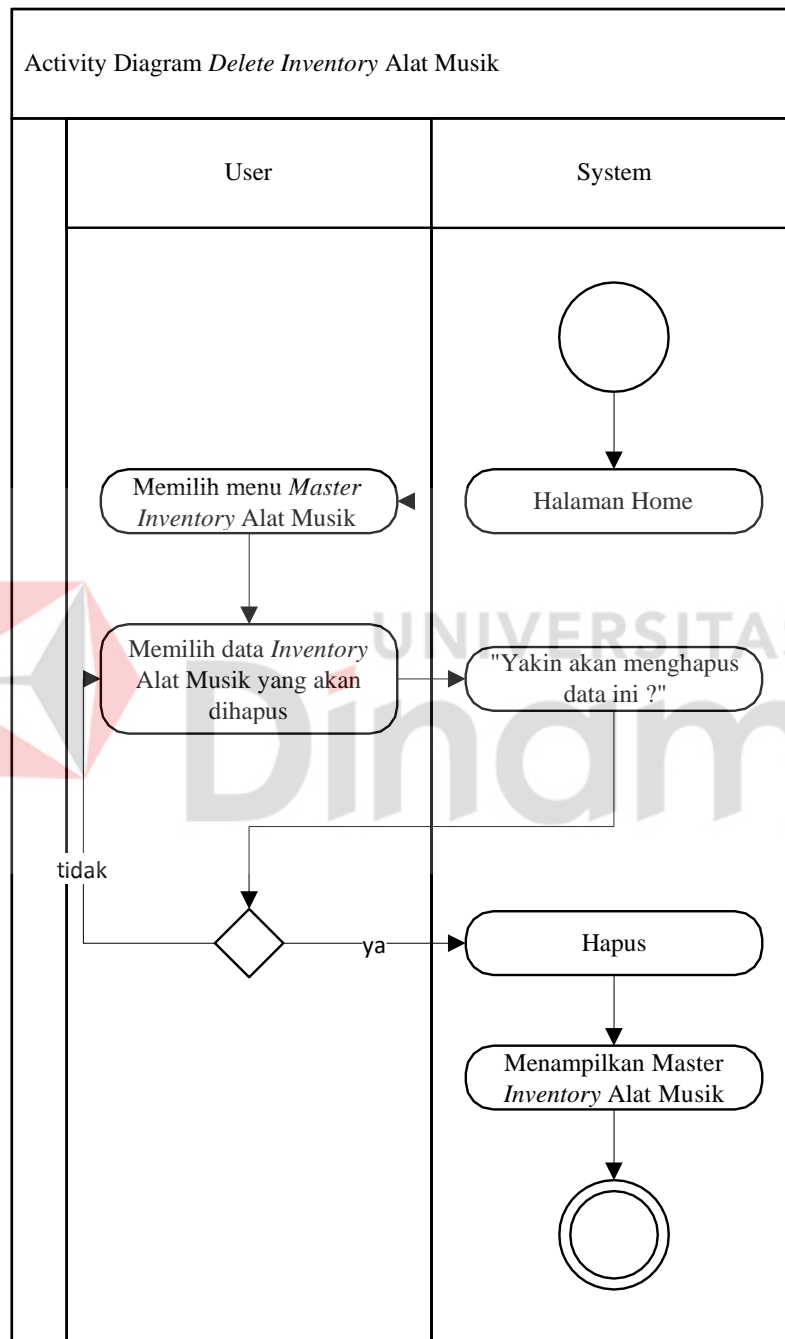 Activity Diagram Delete Inventory Alat Musik
User
System
Memilih menu Master
Inventory Alat Musik
Halaman Home
Memilih data Inventory
Alat Musik yang akan
dihapus
"Yakin akan menghapus
data ini ?"
tidak
ya
Hapus
Menampilkan Master
Inventory Alat Musik
UNIVERSITAS
Dinam